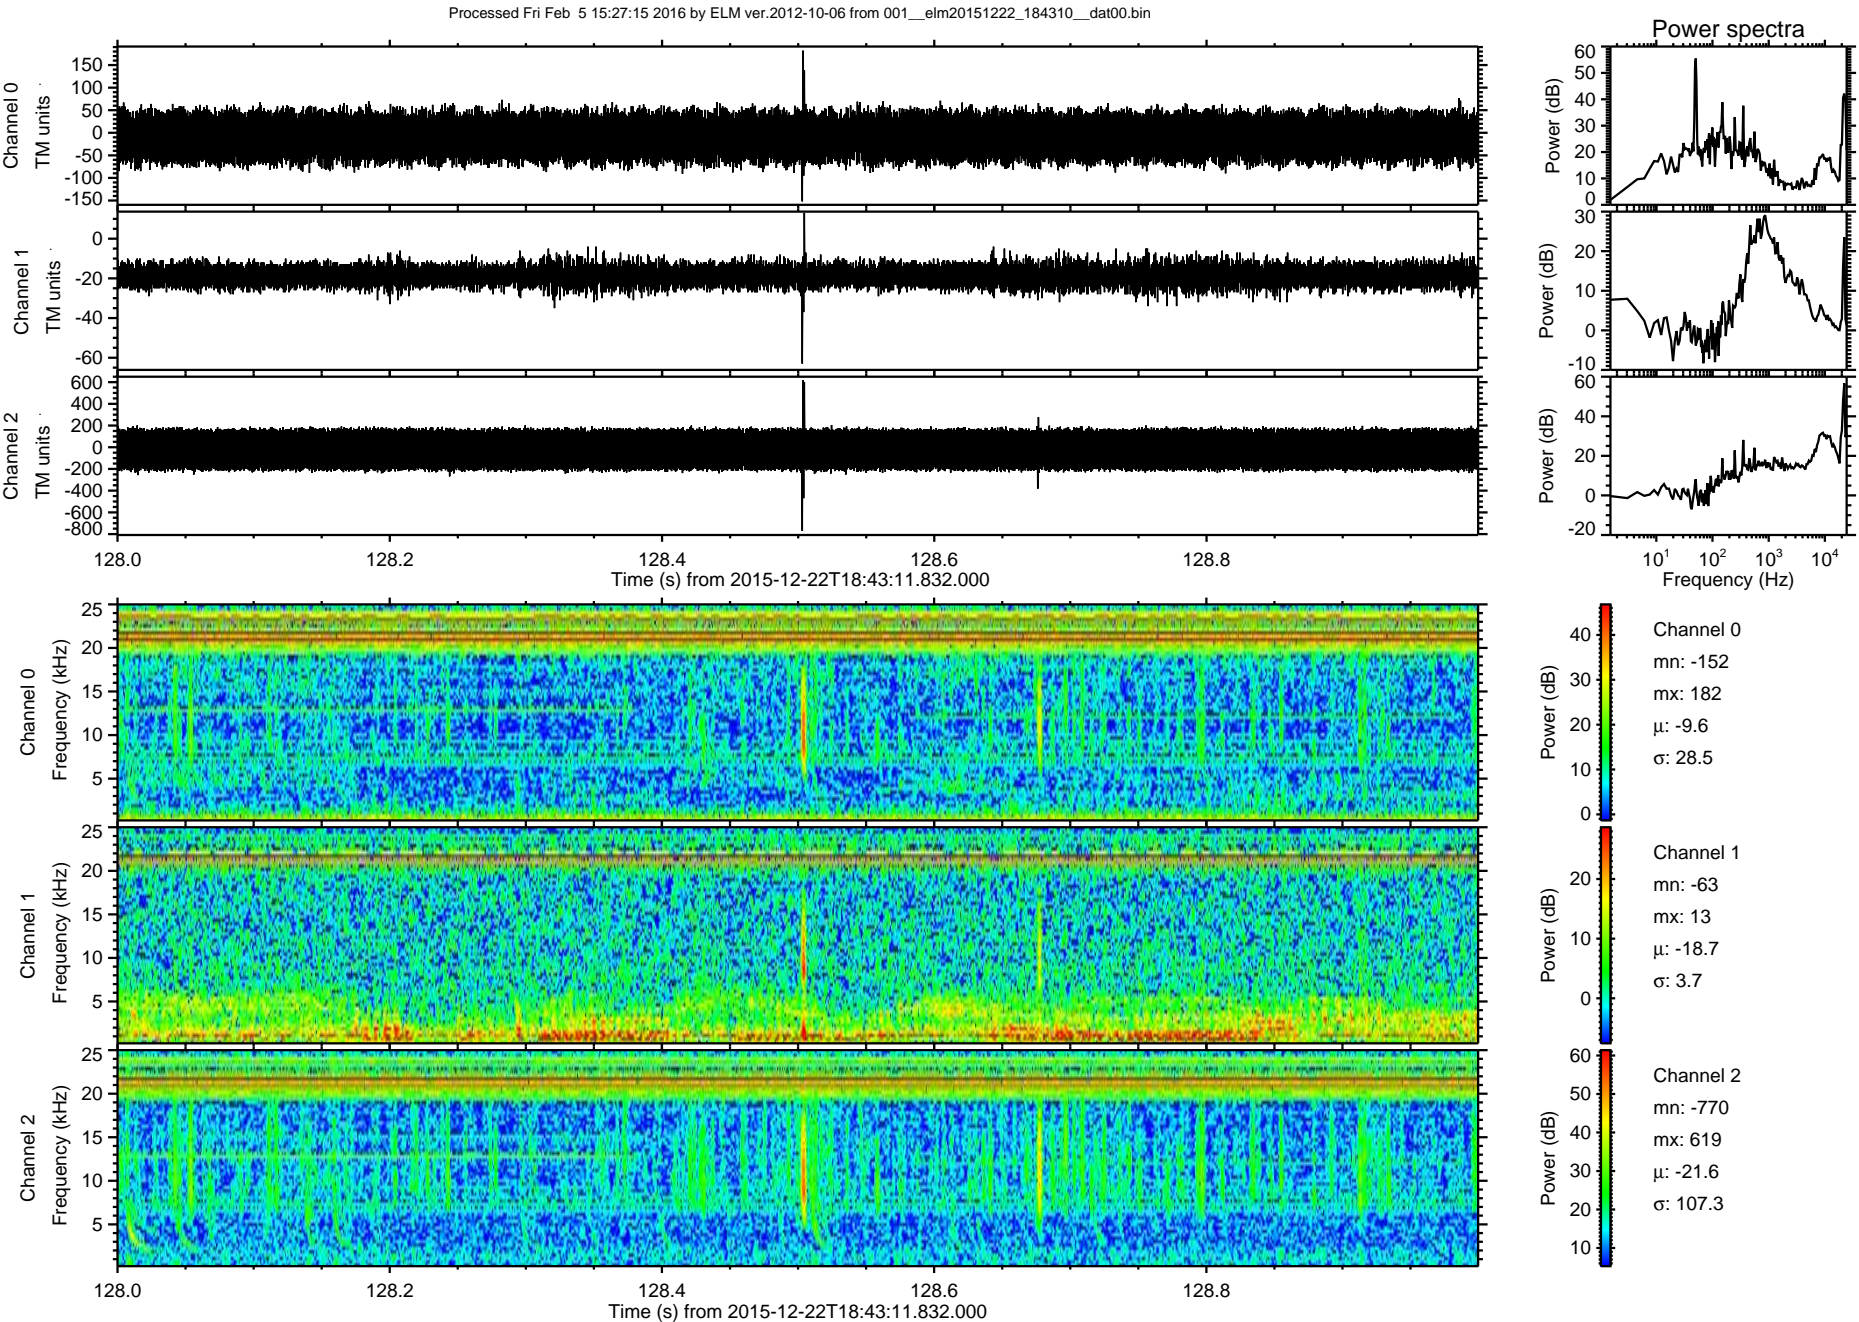 Processed Fri Feb 5 15:27:15 2016 by ELM ver.2012-10-06 from 001__elm20151222_184310__dat00.bin
Power spectra
Channel 0
TM units
150
100
50
0
-50
-100
-150
Power (dB)
60
50
40
30
20
10
0
Channel 1
TM units
0
-20
-40
-60
Power (dB)
30
20
10
0
-10
Channel 2
TM units
600
400
200
0
-200
-400
-600
-800
Power (dB)
60
40
20
0
-20
128.0 128.2 128.4 128.6 128.8
Time (s) from 2015-12-22T18:43:11.832.000
10^1 10^2 10^3 10^4
Frequency (Hz)
Channel 0
Frequency (kHz)
25
20
15
10
5
Power (dB)
40
30
20
10
0
Channel 0
mn: -152
mx: 182
μ: -9.6
σ: 28.5
Channel 1
Frequency (kHz)
25
20
15
10
5
Power (dB)
20
10
0
Channel 1
mn: -63
mx: 13
μ: -18.7
σ: 3.7
Channel 2
Frequency (kHz)
25
20
15
10
5
Power (dB)
60
50
40
30
20
10
Channel 2
mn: -770
mx: 619
μ: -21.6
σ: 107.3
128.0 128.2 128.4 128.6 128.8
Time (s) from 2015-12-22T18:43:11.832.000